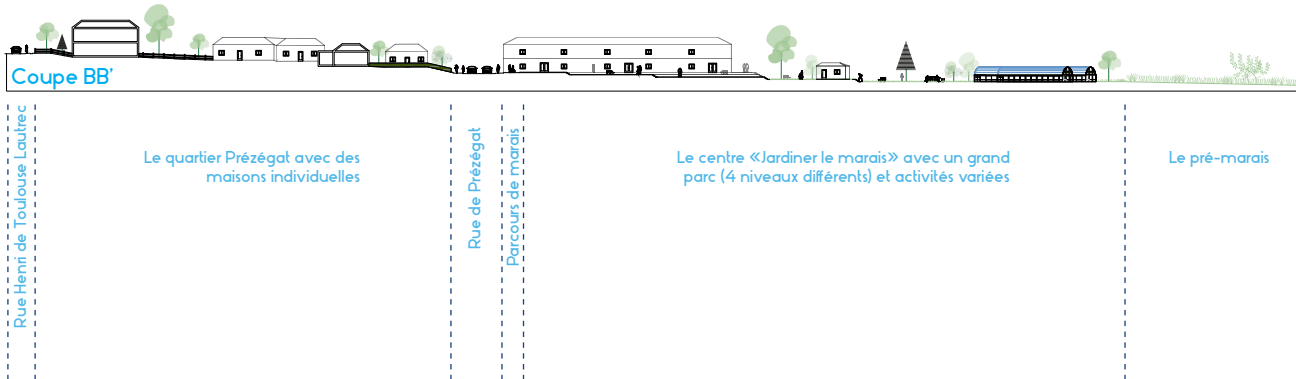 Coupe BB'
Rue Henri de Toulouse Lautrec
Le quartier Prézégat avec des
maisons individuelles
Rue de Prézégat
Parcours de marais
Le centre «Jardiner le marais» avec un grand
parc (4 niveaux différents) et activités variées
Le pré-marais